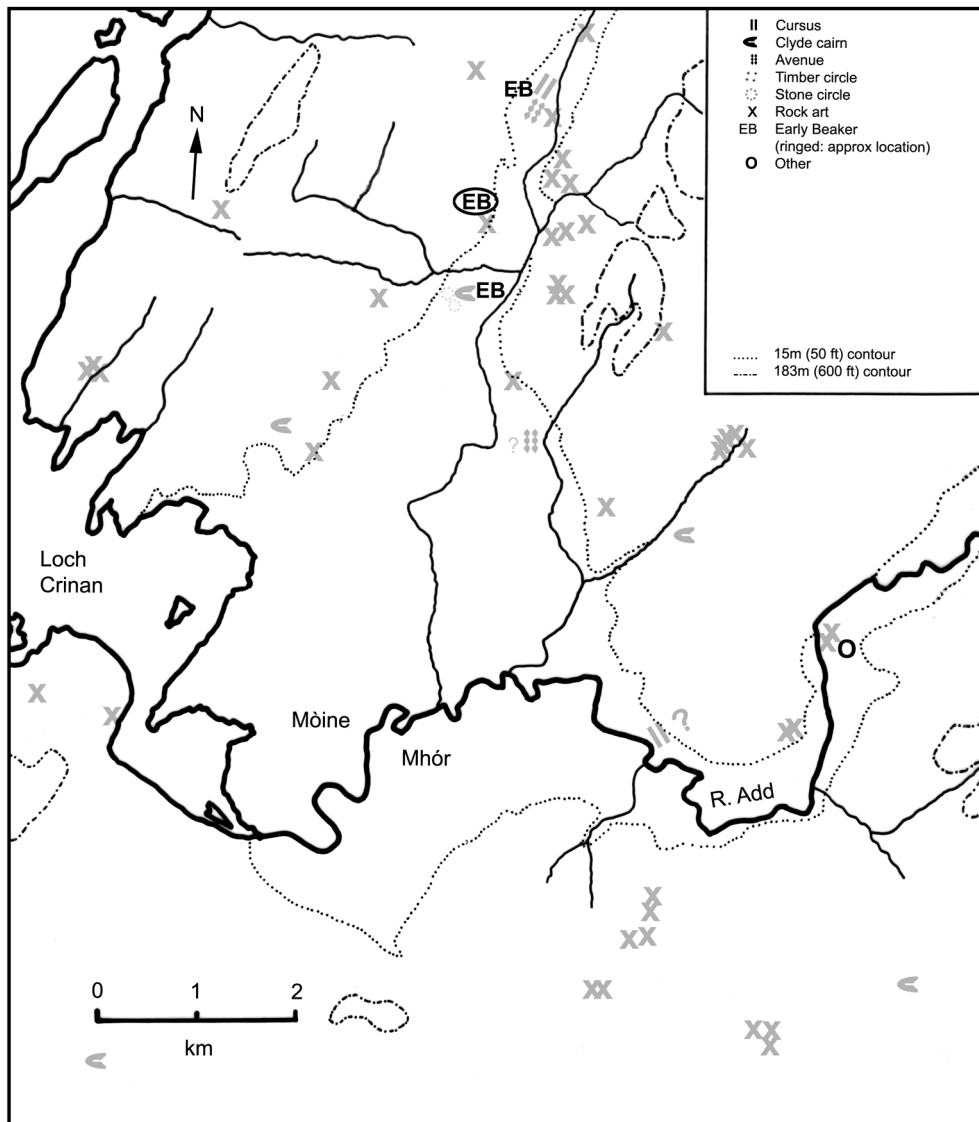 Cursus
Clyde cairn
Avenue
Timber circle
Stone circle
X Rock art
EB Early Beaker
(ringed: approx location)
O Other
15m (50 ft) contour
183m (600 ft) contour
N
EB
EB
EB
?
Loch
Crinan
O
?
Mòine
Mhór
R. Add
0 1 2
km